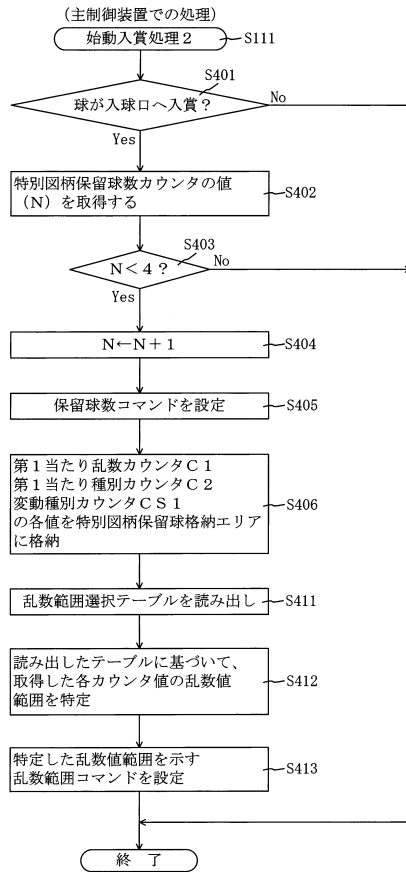 （主制御装置での処理）
始動入賞処理２
S111
S401
球が入球口へ入賞？
No
Yes
特別図柄保留球数カウンタの値
（Ｎ）を取得する
S402
S403
Ｎ＜４？
No
Yes
Ｎ←Ｎ＋１
S404
保留球数コマンドを設定
S405
第１当たり乱数カウンタＣ１
第１当たり種別カウンタＣ２
変動種別カウンタＣＳ１
の各値を特別図柄保留球格納エリア
に格納
S406
乱数範囲選択テーブルを読み出し
S411
読み出したテーブルに基づいて、
取得した各カウンタ値の乱数値
範囲を特定
S412
特定した乱数値範囲を示す
乱数範囲コマンドを設定
S413
終　了